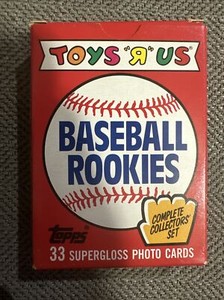 TOYS "R" US
BASEBALL
ROOKIES
COMPLETE
COLLECTORS'
SET
Topps
33 SUPERGLOSS PHOTO CARDS